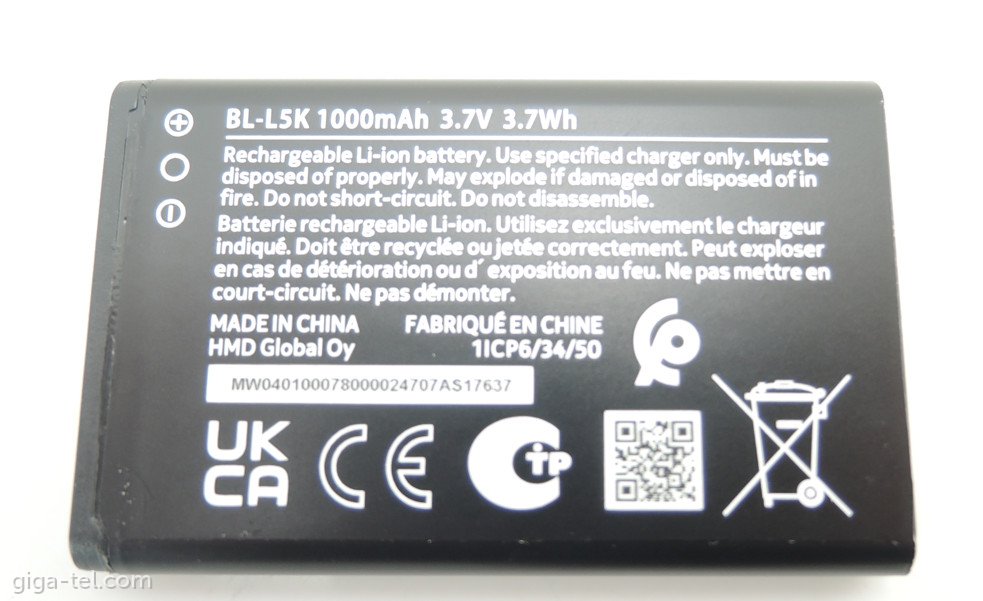 BL-L5K 1000mAh 3.7V 3.7Wh
Rechargeable Li-ion battery. Use specified charger only. Must be
disposed of properly. May explode if damaged or disposed of in
fire. Do not short-circuit. Do not disassemble.
Batterie rechargeable Li-ion. Utilisez exclusivement le chargeur
indiqué. Doit être recyclée ou jetée correctement. Peut exploser
en cas de détérioration ou d´ exposition au feu. Ne pas mettre en
court-circuit. Ne pas démonter.
MADE IN CHINA FABRIQUÉ EN CHINE
HMD Global Oy 1ICP6/34/50
MW040100078000024707AS17637
UK
CA
CE
giga-tel.com